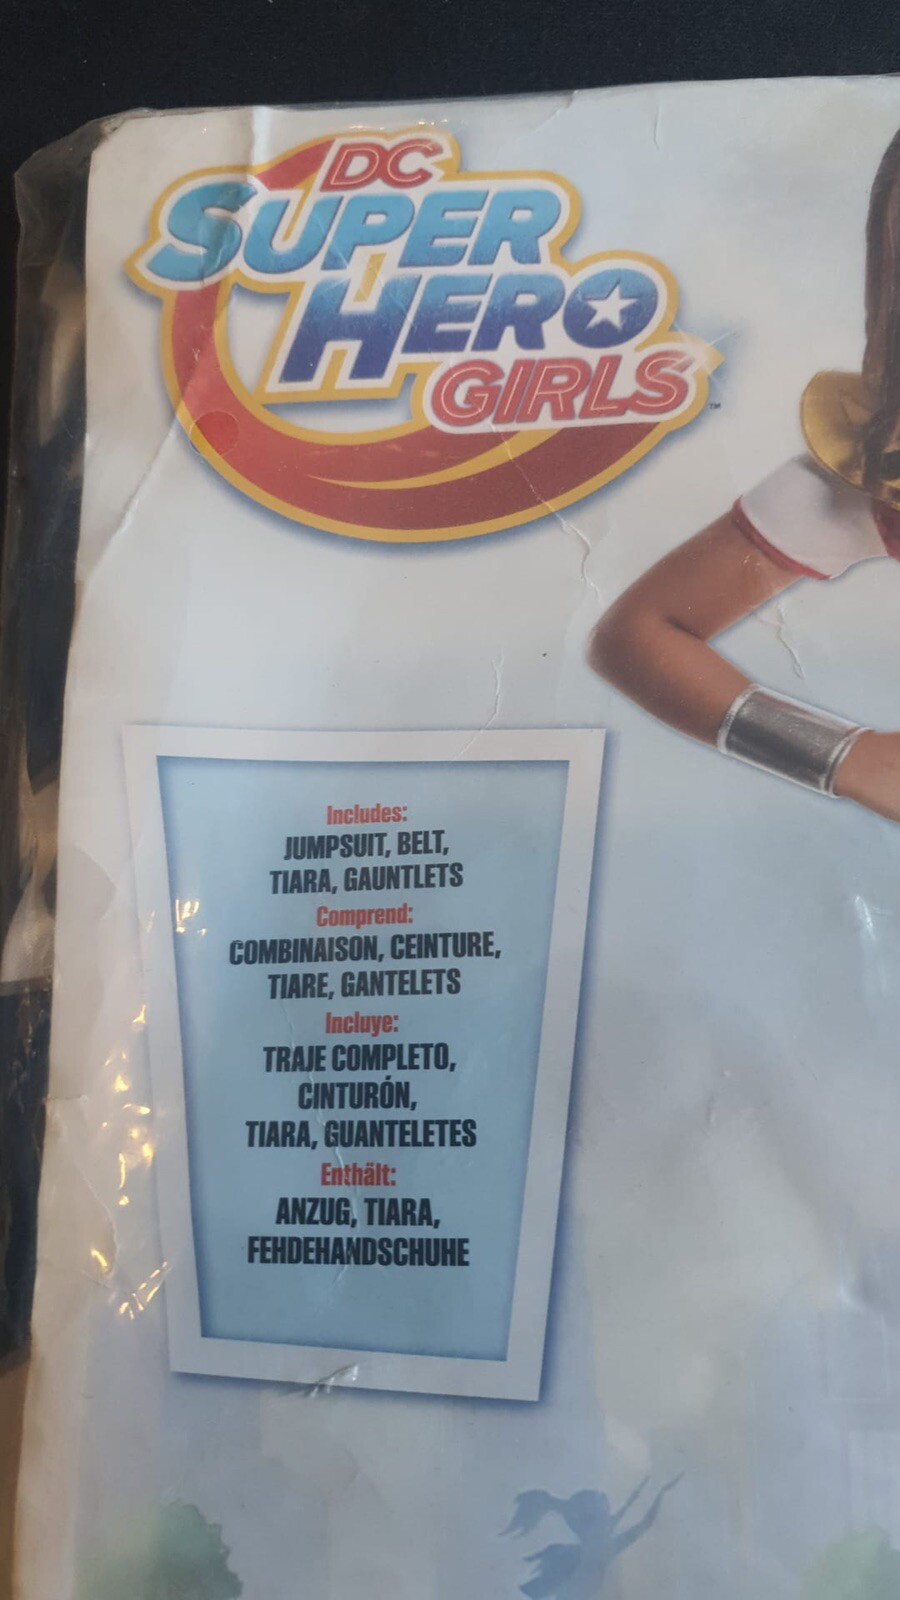 DC
SUPER
HERO
GIRLS™
Includes:
JUMPSUIT, BELT,
TIARA, GAUNTLETS
Comprend:
COMBINAISON, CEINTURE,
TIARE, GANTELETS
Incluye:
TRAJE COMPLETO,
CINTURÓN,
TIARA, GUANTELETES
Enthält:
ANZUG, TIARA,
FEHDEHANDSCHUHE